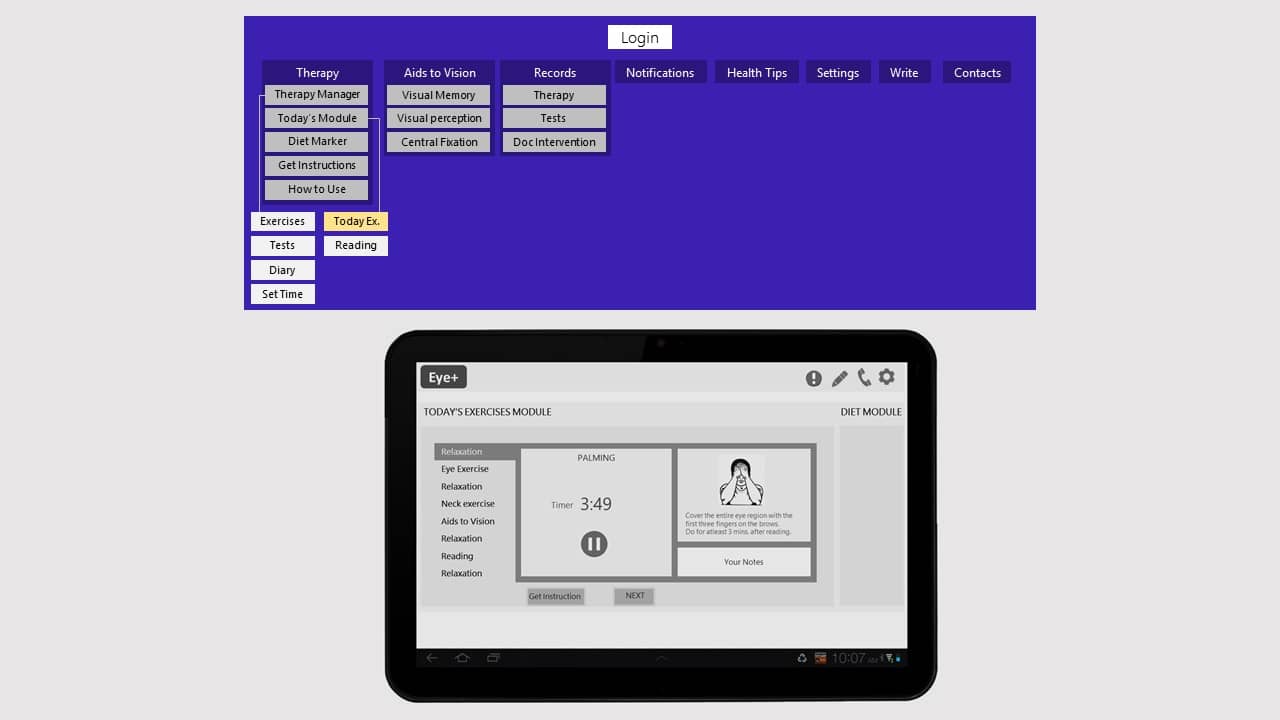 Login
Therapy
Aids to Vision
Records
Notifications
Health Tips
Settings
Write
Contacts
Therapy Manager
Today's Module
Diet Marker
Get Instructions
How to Use
Visual Memory
Visual perception
Central Fixation
Therapy
Tests
Doc Intervention
Exercises
Tests
Diary
Set Time
Today Ex.
Reading
Eye+
TODAY'S EXERCISES MODULE
DIET MODULE
Relaxation
Eye Exercise
Relaxation
Neck exercise
Aids to Vision
Relaxation
Reading
Relaxation
PALMING
Timer 3:49
Cover the entire eye region with the
first three fingers on the brows.
Do for atleast 3 mins. after reading.
Your Notes
Get Instruction
NEXT
10:07 AM